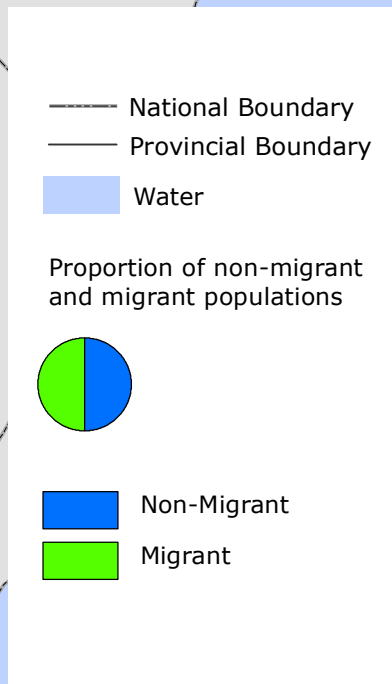 National Boundary
Provincial Boundary
Water
Proportion of non-migrant
and migrant populations
Non-Migrant
Migrant